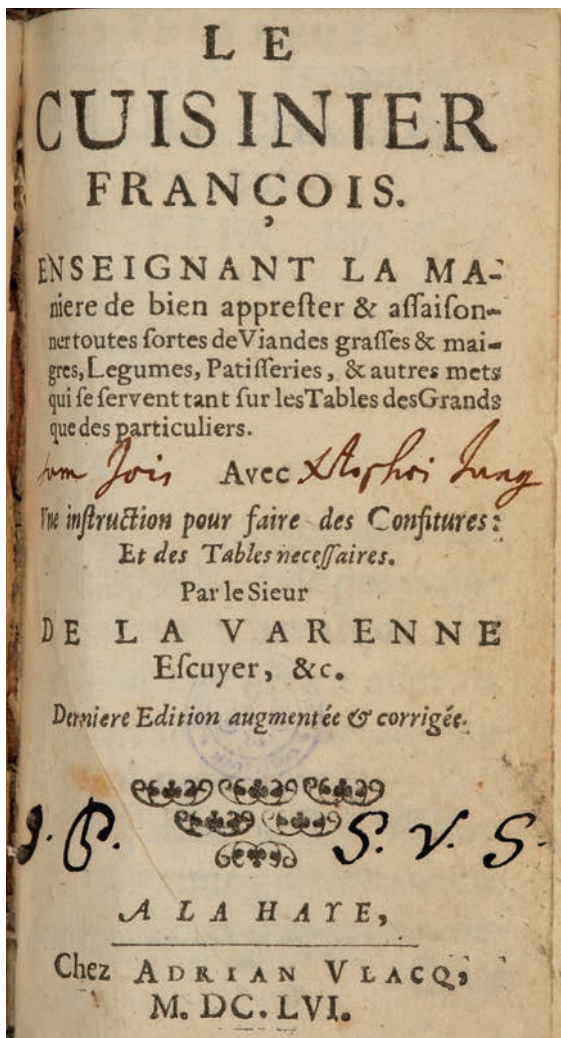 LE
CUISINIER
FRANÇOIS.
ENSEIGNANT LA MA-
niere de bien appreſter & aſſaiſon-
ner toutes ſortes de Viandes graſſes & mai-
gres, Legumes, Patiſſeries, & autres mets
qui ſe ſervent tant ſur les Tables des Grands
que des particuliers.
Avec
Vne inſtruction pour faire des Confitures:
Et des Tables neceſſaires.
Par le Sieur
DE LA VARENNE
Eſcuyer, &c.
Derniere Edition augmentée & corrigée.
J. P. S. V. S.
A LA HAYE,
Chez ADRIAN VLACQ,
M. DC. LVI.